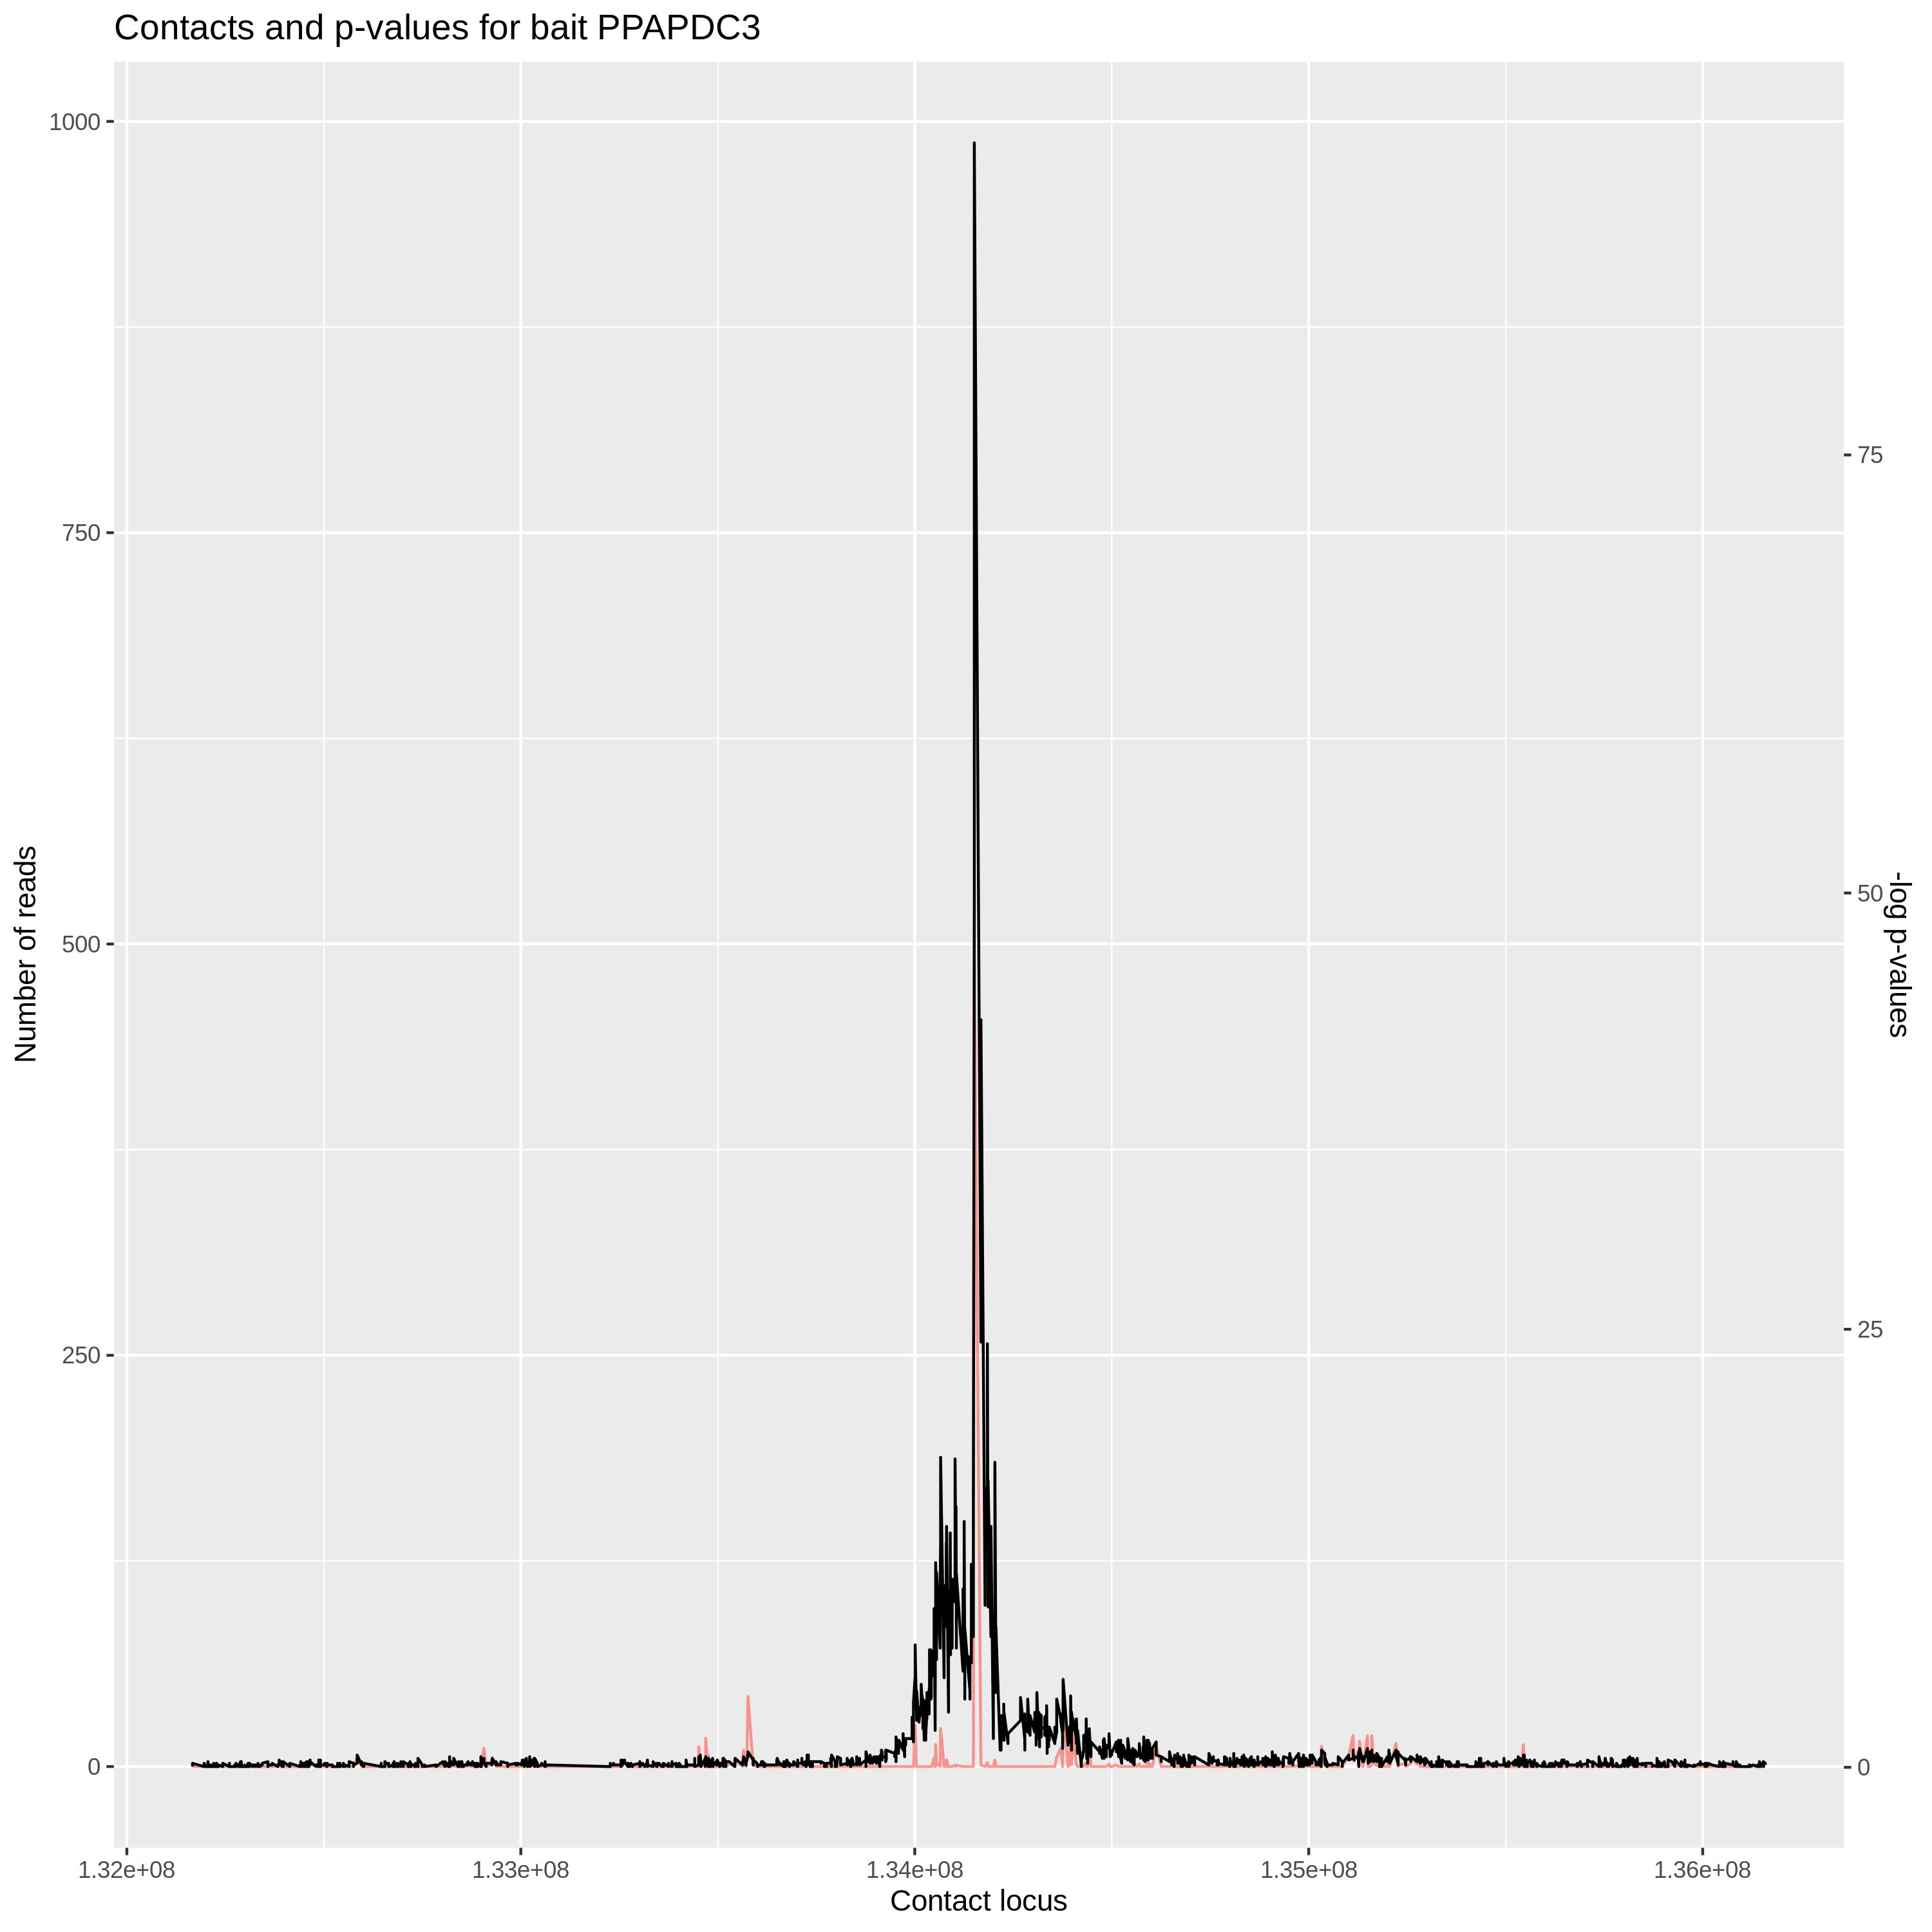 Contacts and p-values for bait PPAPDC3
1000
750
500
250
0
Number of reads
75
50
25
0
-log p-values
1.32e+08
1.33e+08
1.34e+08
1.35e+08
1.36e+08
Contact locus